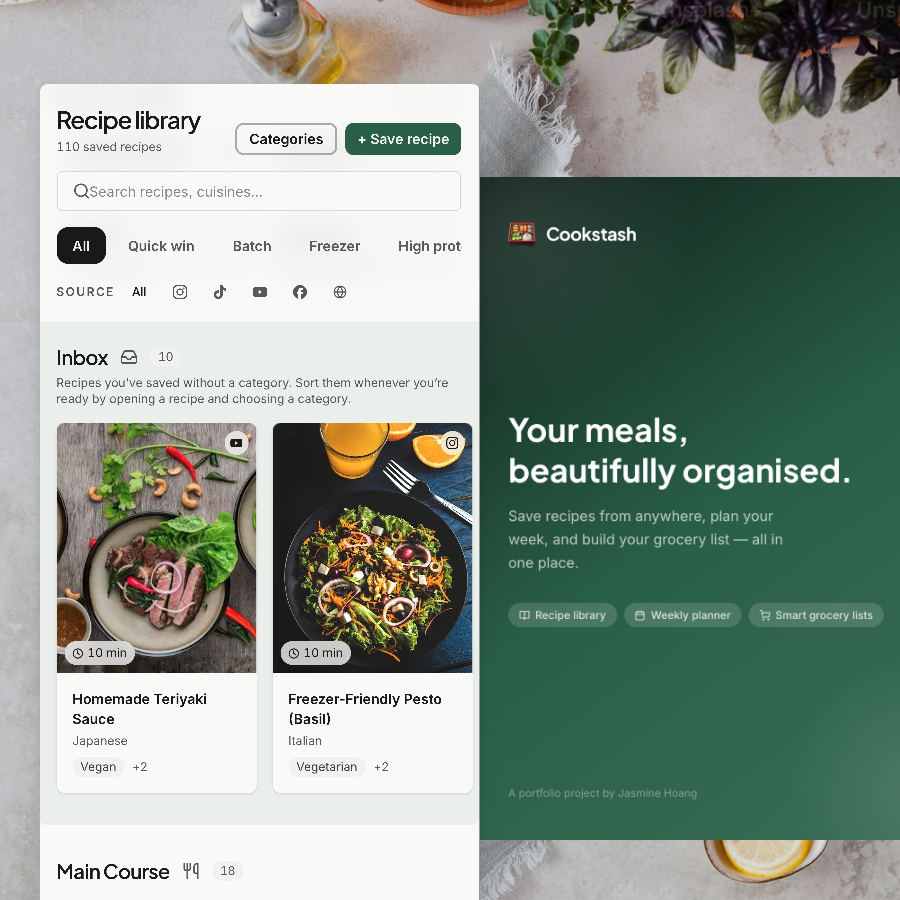 Unsplash+
Recipe library
110 saved recipes
Categories
+ Save recipe
Search recipes, cuisines...
All
Quick win
Batch
Freezer
High prot
SOURCE
All
Inbox
10
Recipes you've saved without a category. Sort them whenever you're
ready by opening a recipe and choosing a category.
10 min
10 min
Homemade Teriyaki
Sauce
Japanese
Vegan
+2
Freezer-Friendly Pesto
(Basil)
Italian
Vegetarian
+2
Main Course
18
Cookstash
Your meals,
beautifully organised.
Save recipes from anywhere, plan your
week, and build your grocery list — all in
one place.
Recipe library
Weekly planner
Smart grocery lists
A portfolio project by Jasmine Hoang